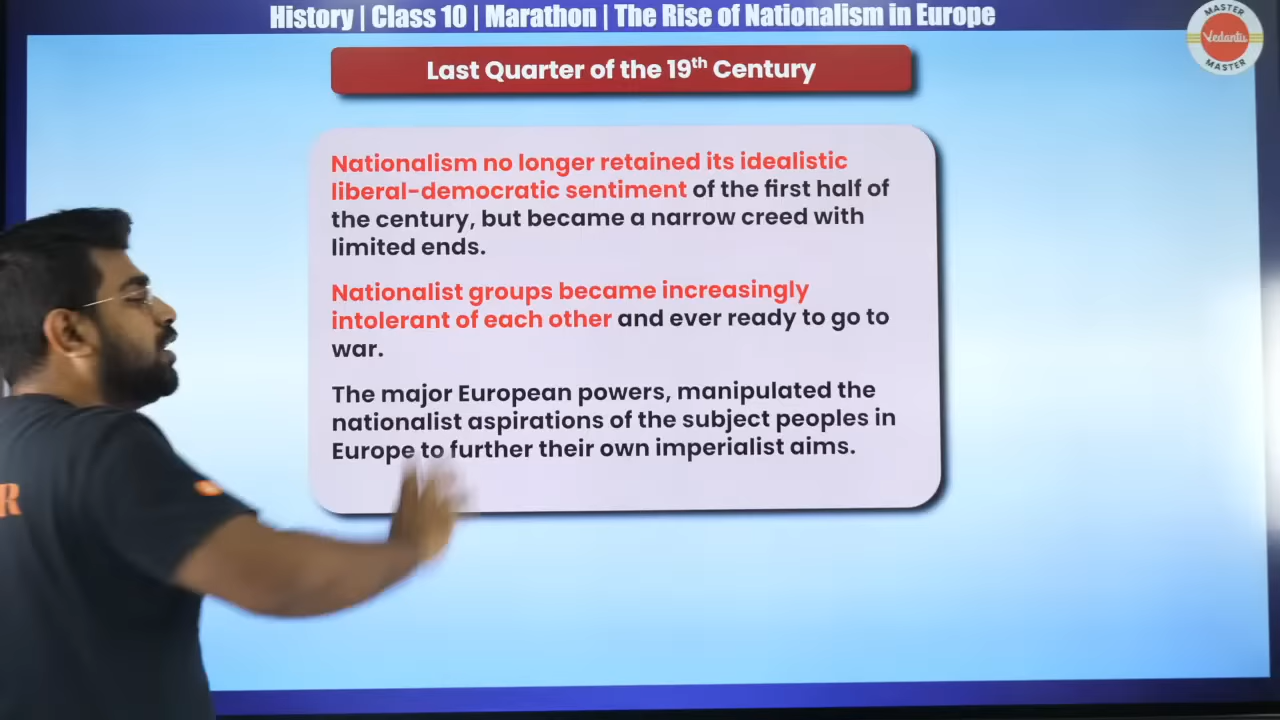 History | Class 10 | Marathon | The Rise of Nationalism in Europe
MASTER
Vedantu
MASTER
Last Quarter of the 19th Century
Nationalism no longer retained its idealistic
liberal-democratic sentiment of the first half of
the century, but became a narrow creed with
limited ends.
Nationalist groups became increasingly
intolerant of each other and ever ready to go to
war.
The major European powers, manipulated the
nationalist aspirations of the subject peoples in
Europe to further their own imperialist aims.
R